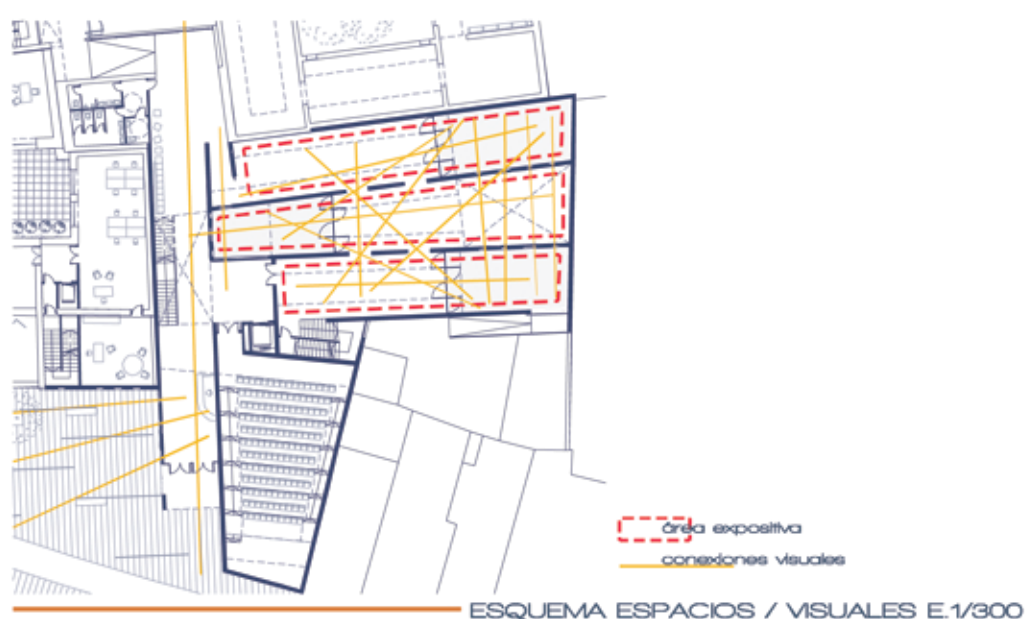 área expositiva
conexiones visuales
ESQUEMA ESPACIOS / VISUALES E.1/300